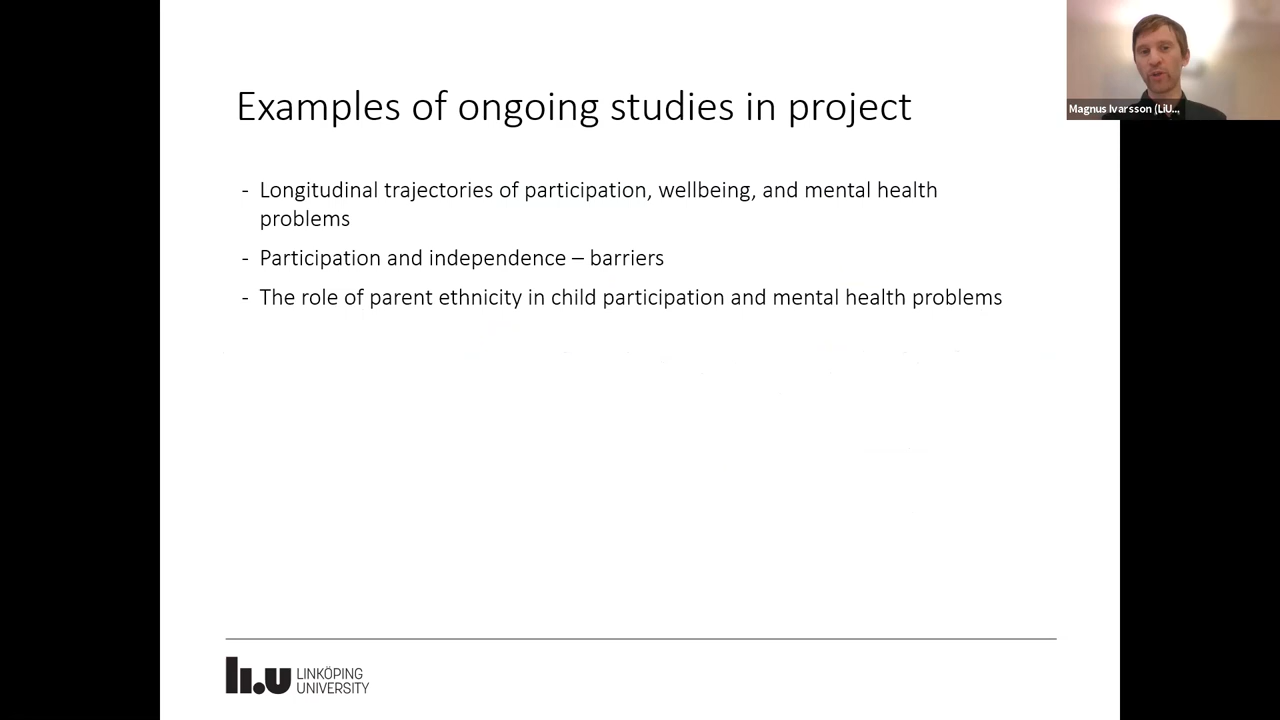 Magnus Ivarsson (LiU...
Examples of ongoing studies in project
- Longitudinal trajectories of participation, wellbeing, and mental health
problems
- Participation and independence – barriers
- The role of parent ethnicity in child participation and mental health problems
li.u LINKÖPING
UNIVERSITY